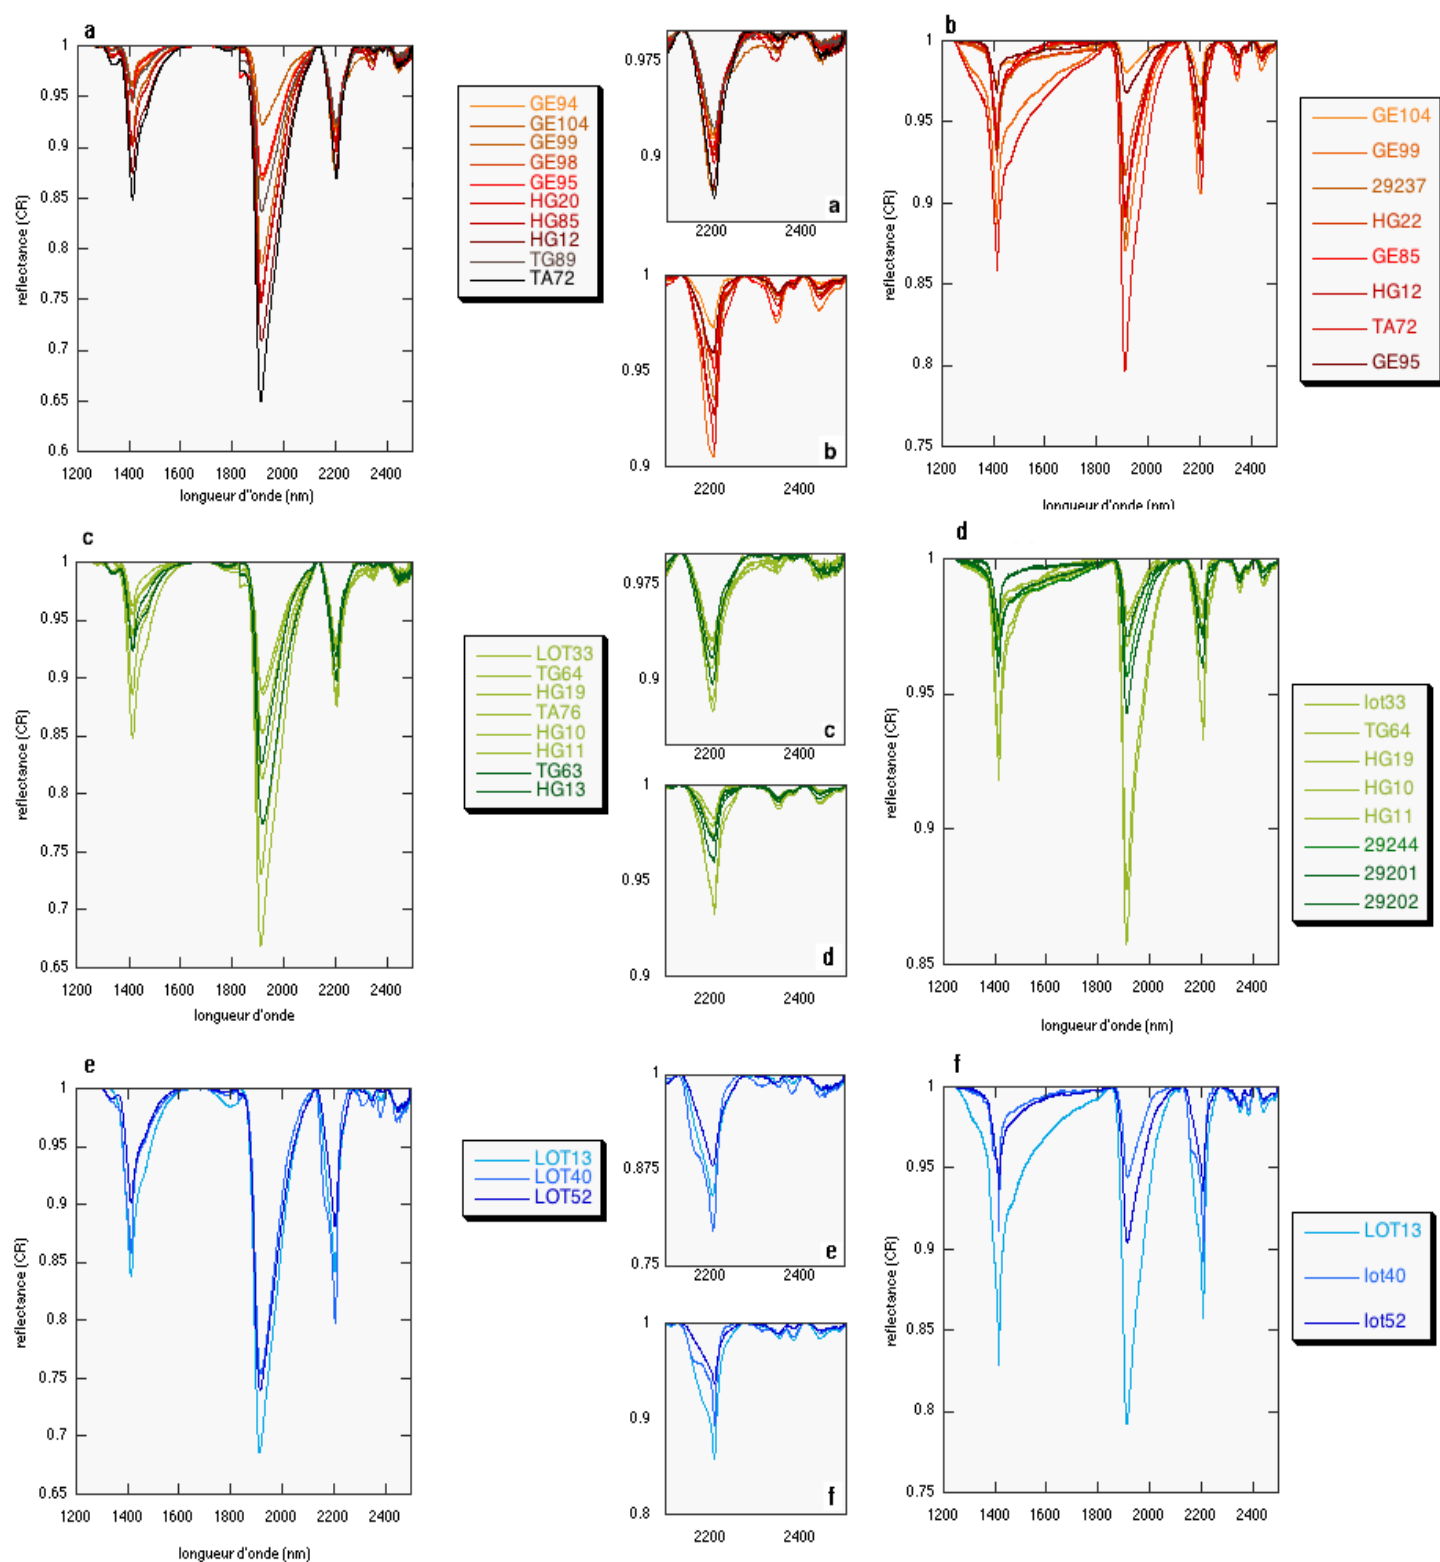 a
1
0.95
0.9
0.85
0.8
0.75
0.7
0.65
0.6
1200 1400 1600 1800 2000 2200 2400
longueur d"onde (nm)
reflectance (CR)
GE94
GE104
GE99
GE98
GE95
HG20
HG85
HG12
TG89
TA72
0.975
0.9
a
2200 2400
1
0.95
0.9
b
2200 2400
b
1
0.95
0.9
0.85
0.8
0.75
1200 1400 1600 1800 2000 2200 2400
longueur d'onde (nm)
reflectance (CR)
GE104
GE99
29237
HG22
GE85
HG12
TA72
GE95
c
1
0.95
0.9
0.85
0.8
0.75
0.7
0.65
1200 1400 1600 1800 2000 2200 2400
longueur d'onde
reflectance (CR)
LOT33
TG64
HG19
TA76
HG10
HG11
TG63
HG13
0.975
0.9
c
2200 2400
1
0.95
0.9
d
2200 2400
d
1
0.95
0.9
0.85
1200 1400 1600 1800 2000 2200 2400
longueur d'onde (nm)
reflectance (CR)
lot33
TG64
HG19
HG10
HG11
29244
29201
29202
e
1
0.95
0.9
0.85
0.8
0.75
0.7
0.65
1200 1400 1600 1800 2000 2200 2400
longueur d'onde (nm)
reflectance (CR)
LOT13
LOT40
LOT52
1
0.875
0.75
e
2200 2400
1
0.9
0.8
f
2200 2400
f
1
0.95
0.9
0.85
0.8
0.75
1200 1400 1600 1800 2000 2200 2400
longueur d'onde (nm)
reflectance (CR)
LOT13
lot40
lot52